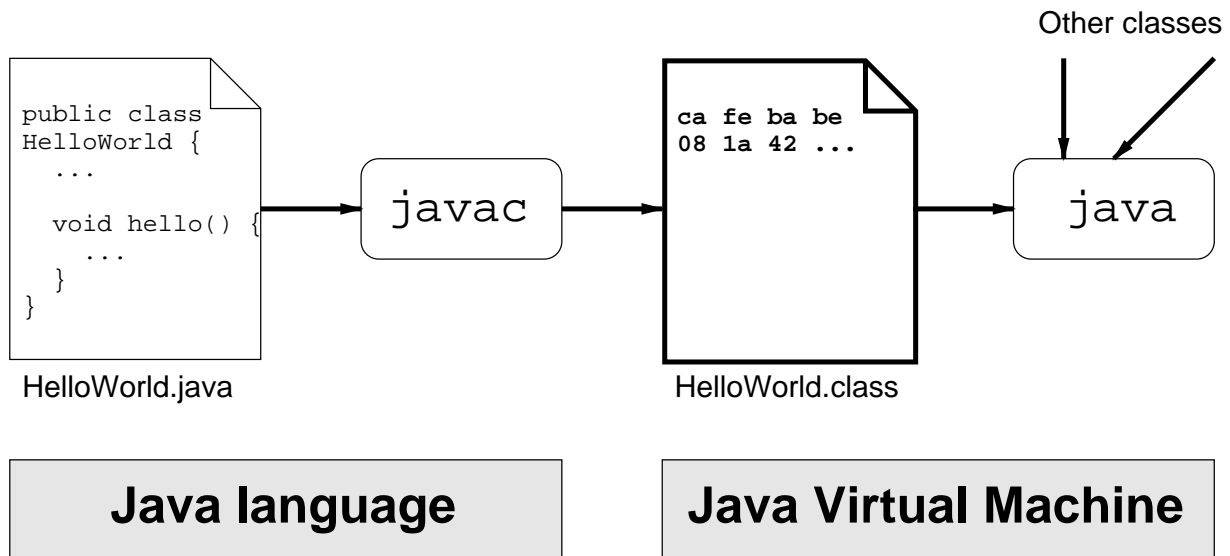 Other classes
public class
HelloWorld {
...
void hello() {
...
}
}
javac
ca fe ba be
08 1a 42 ...
java
HelloWorld.java
HelloWorld.class
Java language
Java Virtual Machine